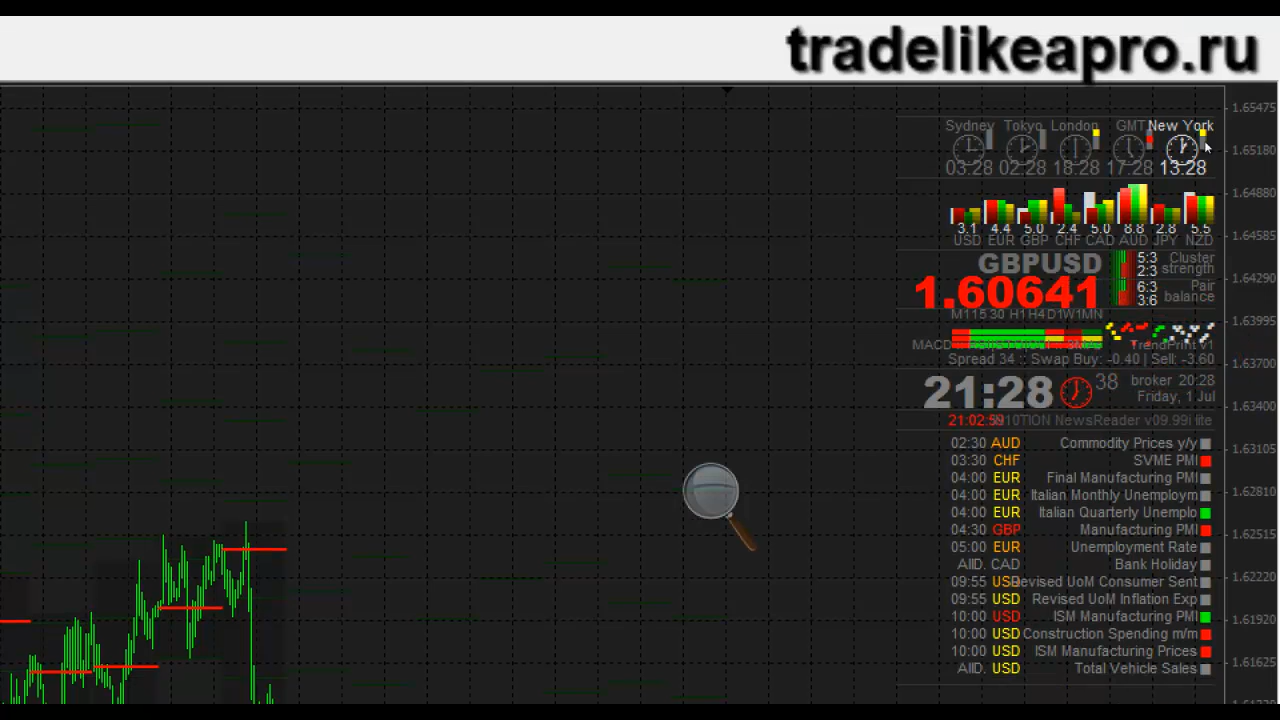 tradelikeapro.ru
1.65475
Sydney Tokyo London GMT New York
03:28 02:28 18:28 17:28 13:28
1.65180
1.64880
3.1 4.4 5.0 2.4 5.0 8.8 2.8 5.5
USD EUR GBP CHF CAD AUD JPY NZD
1.64585
GBPUSD 5:3 Cluster
2:3 strength
1.64290
1.60641 6:3 Pair
3:6 balance
M1 15 30 H1 H4 D1 W1 MN
1.63995
MACD TrendPrint v1
Spread 34 :: Swap Buy: -0.40 | Sell: -3.60
1.63700
21:28 38 broker 20:28
Friday, 1 Jul
1.63400
21:02:59 NewsReader v09.99i lite
02:30 AUD Commodity Prices y/y
1.63105
03:30 CHF SVME PMI
04:00 EUR Final Manufacturing PMI
04:00 EUR Italian Monthly Unemploym
1.62810
04:00 EUR Italian Quarterly Unemplo
04:30 GBP Manufacturing PMI
1.62515
05:00 EUR Unemployment Rate
AllD. CAD Bank Holiday
09:55 USD Revised UoM Consumer Sent
1.62220
09:55 USD Revised UoM Inflation Exp
10:00 USD ISM Manufacturing PMI
1.61920
10:00 USD Construction Spending m/m
10:00 USD ISM Manufacturing Prices
1.61625
AllD. USD Total Vehicle Sales